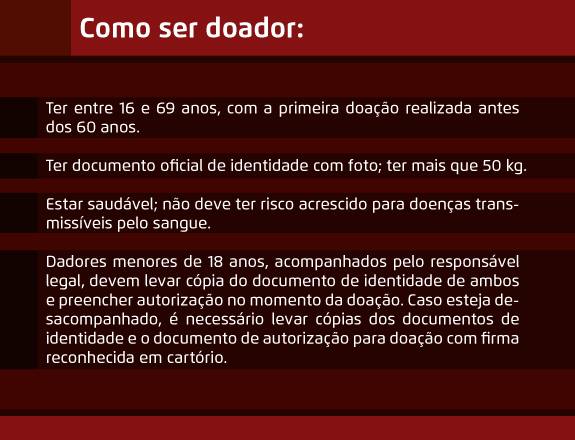 Como ser doador:
Ter entre 16 e 69 anos, com a primeira doação realizada antes
dos 60 anos.
Ter documento oficial de identidade com foto; ter mais que 50 kg.
Estar saudável; não deve ter risco acrescido para doenças trans-
missíveis pelo sangue.
Dadores menores de 18 anos, acompanhados pelo responsável
legal, devem levar cópia do documento de identidade de ambos
e preencher autorização no momento da doação. Caso esteja de-
sacompanhado, é necessário levar cópias dos documentos de
identidade e o documento de autorização para doação com firma
reconhecida em cartório.